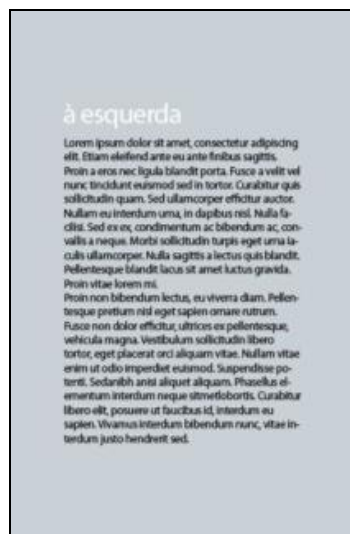 à esquerda
Lorem ipsum dolor sit amet, consectetur adipiscing
elit. Etiam eleifend ante eu ante finibus sagittis.
Proin a eros nec ligula blandit porta. Fusce a velit vel
nunc tincidunt euismod sed in tortor. Curabitur quis
sollicitudin quam. Sed ullamcorper efficitur auctor.
Nullam eu interdum urna, in dapibus nisl. Nulla fa-
cilisi. Sed ex ex, condimentum ac bibendum ac, con-
vallis a neque. Morbi sollicitudin turpis eget urna ia-
culis ullamcorper. Nulla sagittis a lectus quis blandit.
Pellentesque blandit lacus sit amet luctus gravida.
Proin vitae lorem mi.
Proin non bibendum lectus, eu viverra diam. Pellen-
tesque pretium nisl eget sapien ornare rutrum.
Fusce non dolor efficitur, ultrices ex pellentesque,
vehicula magna. Vestibulum sollicitudin libero
tortor, eget placerat orci aliquam vitae. Nullam vitae
enim ut odio imperdiet euismod. Suspendisse po-
tenti. Sedanibh anisl aliquet aliquam. Phasellus el-
ementum interdum neque sitmetlobortis. Curabitur
libero elit, posuere ut faucibus id, interdum eu
sapien. Vivamus interdum bibendum nunc, vitae in-
terdum justo hendrerit sed.